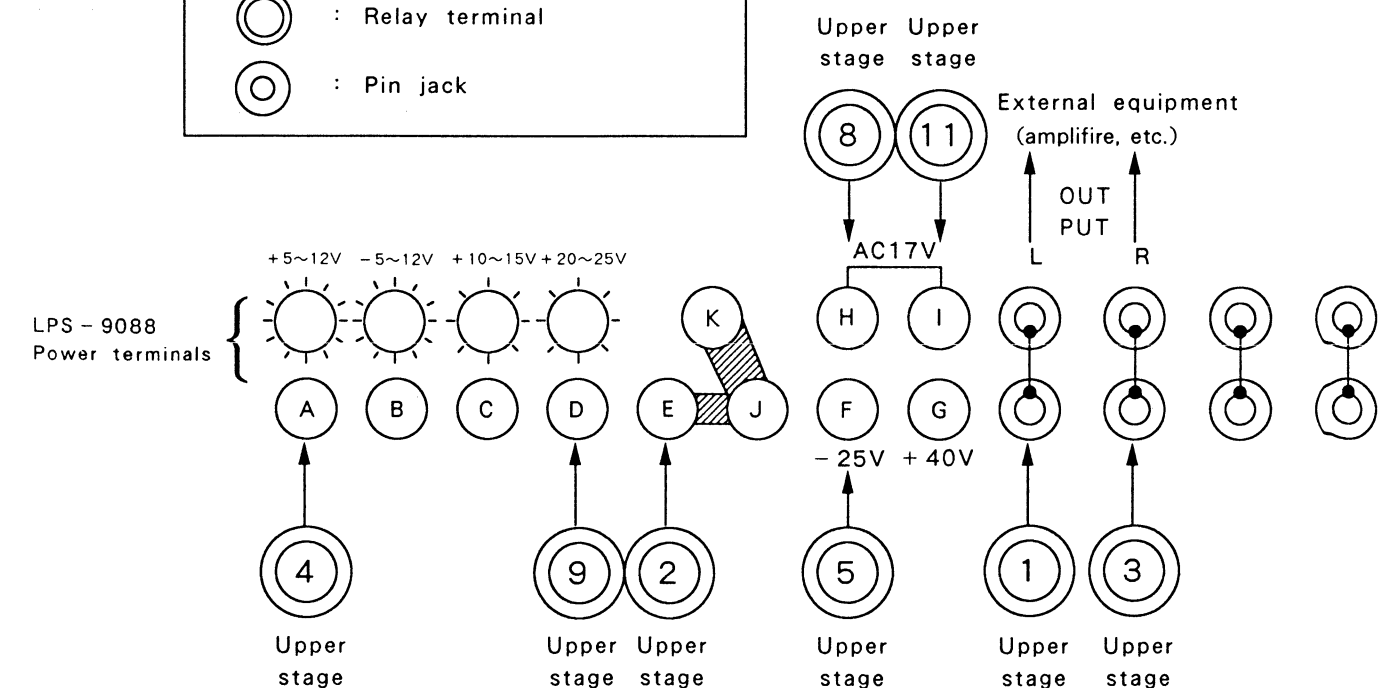 : Relay terminal
: Pin jack
Upper Upper
stage stage
8 11
External equipment
(amplifire, etc.)
OUT
PUT
AC17V
L R
+5~12V -5~12V +10~15V +20~25V
LPS-9088
Power terminals
K H I
A B C D E J F G
-25V +40V
4 9 2 5 1 3
Upper Upper Upper Upper Upper Upper
stage stage stage stage stage stage